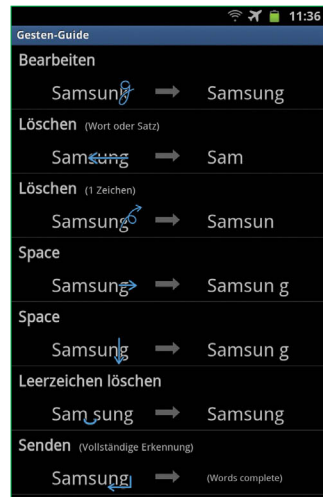 11:36
Gesten-Guide
Bearbeiten
Samsung Samsung
Löschen (Wort oder Satz)
Samsung Sam
Löschen (1 Zeichen)
Samsung Samsun
Space
Samsung Samsun g
Space
Samsung Samsun g
Leerzeichen löschen
Sam sung Samsung
Senden (Vollständige Erkennung)
Samsung (Words complete)